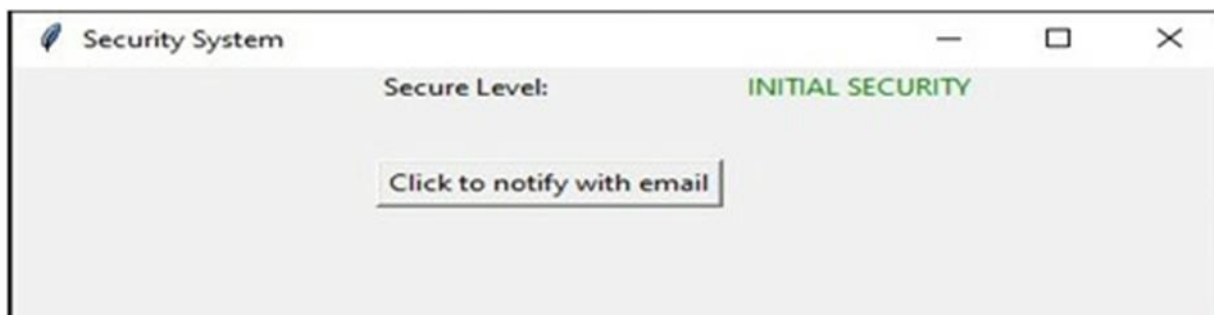 Security System
Secure Level: INITIAL SECURITY
Click to notify with email